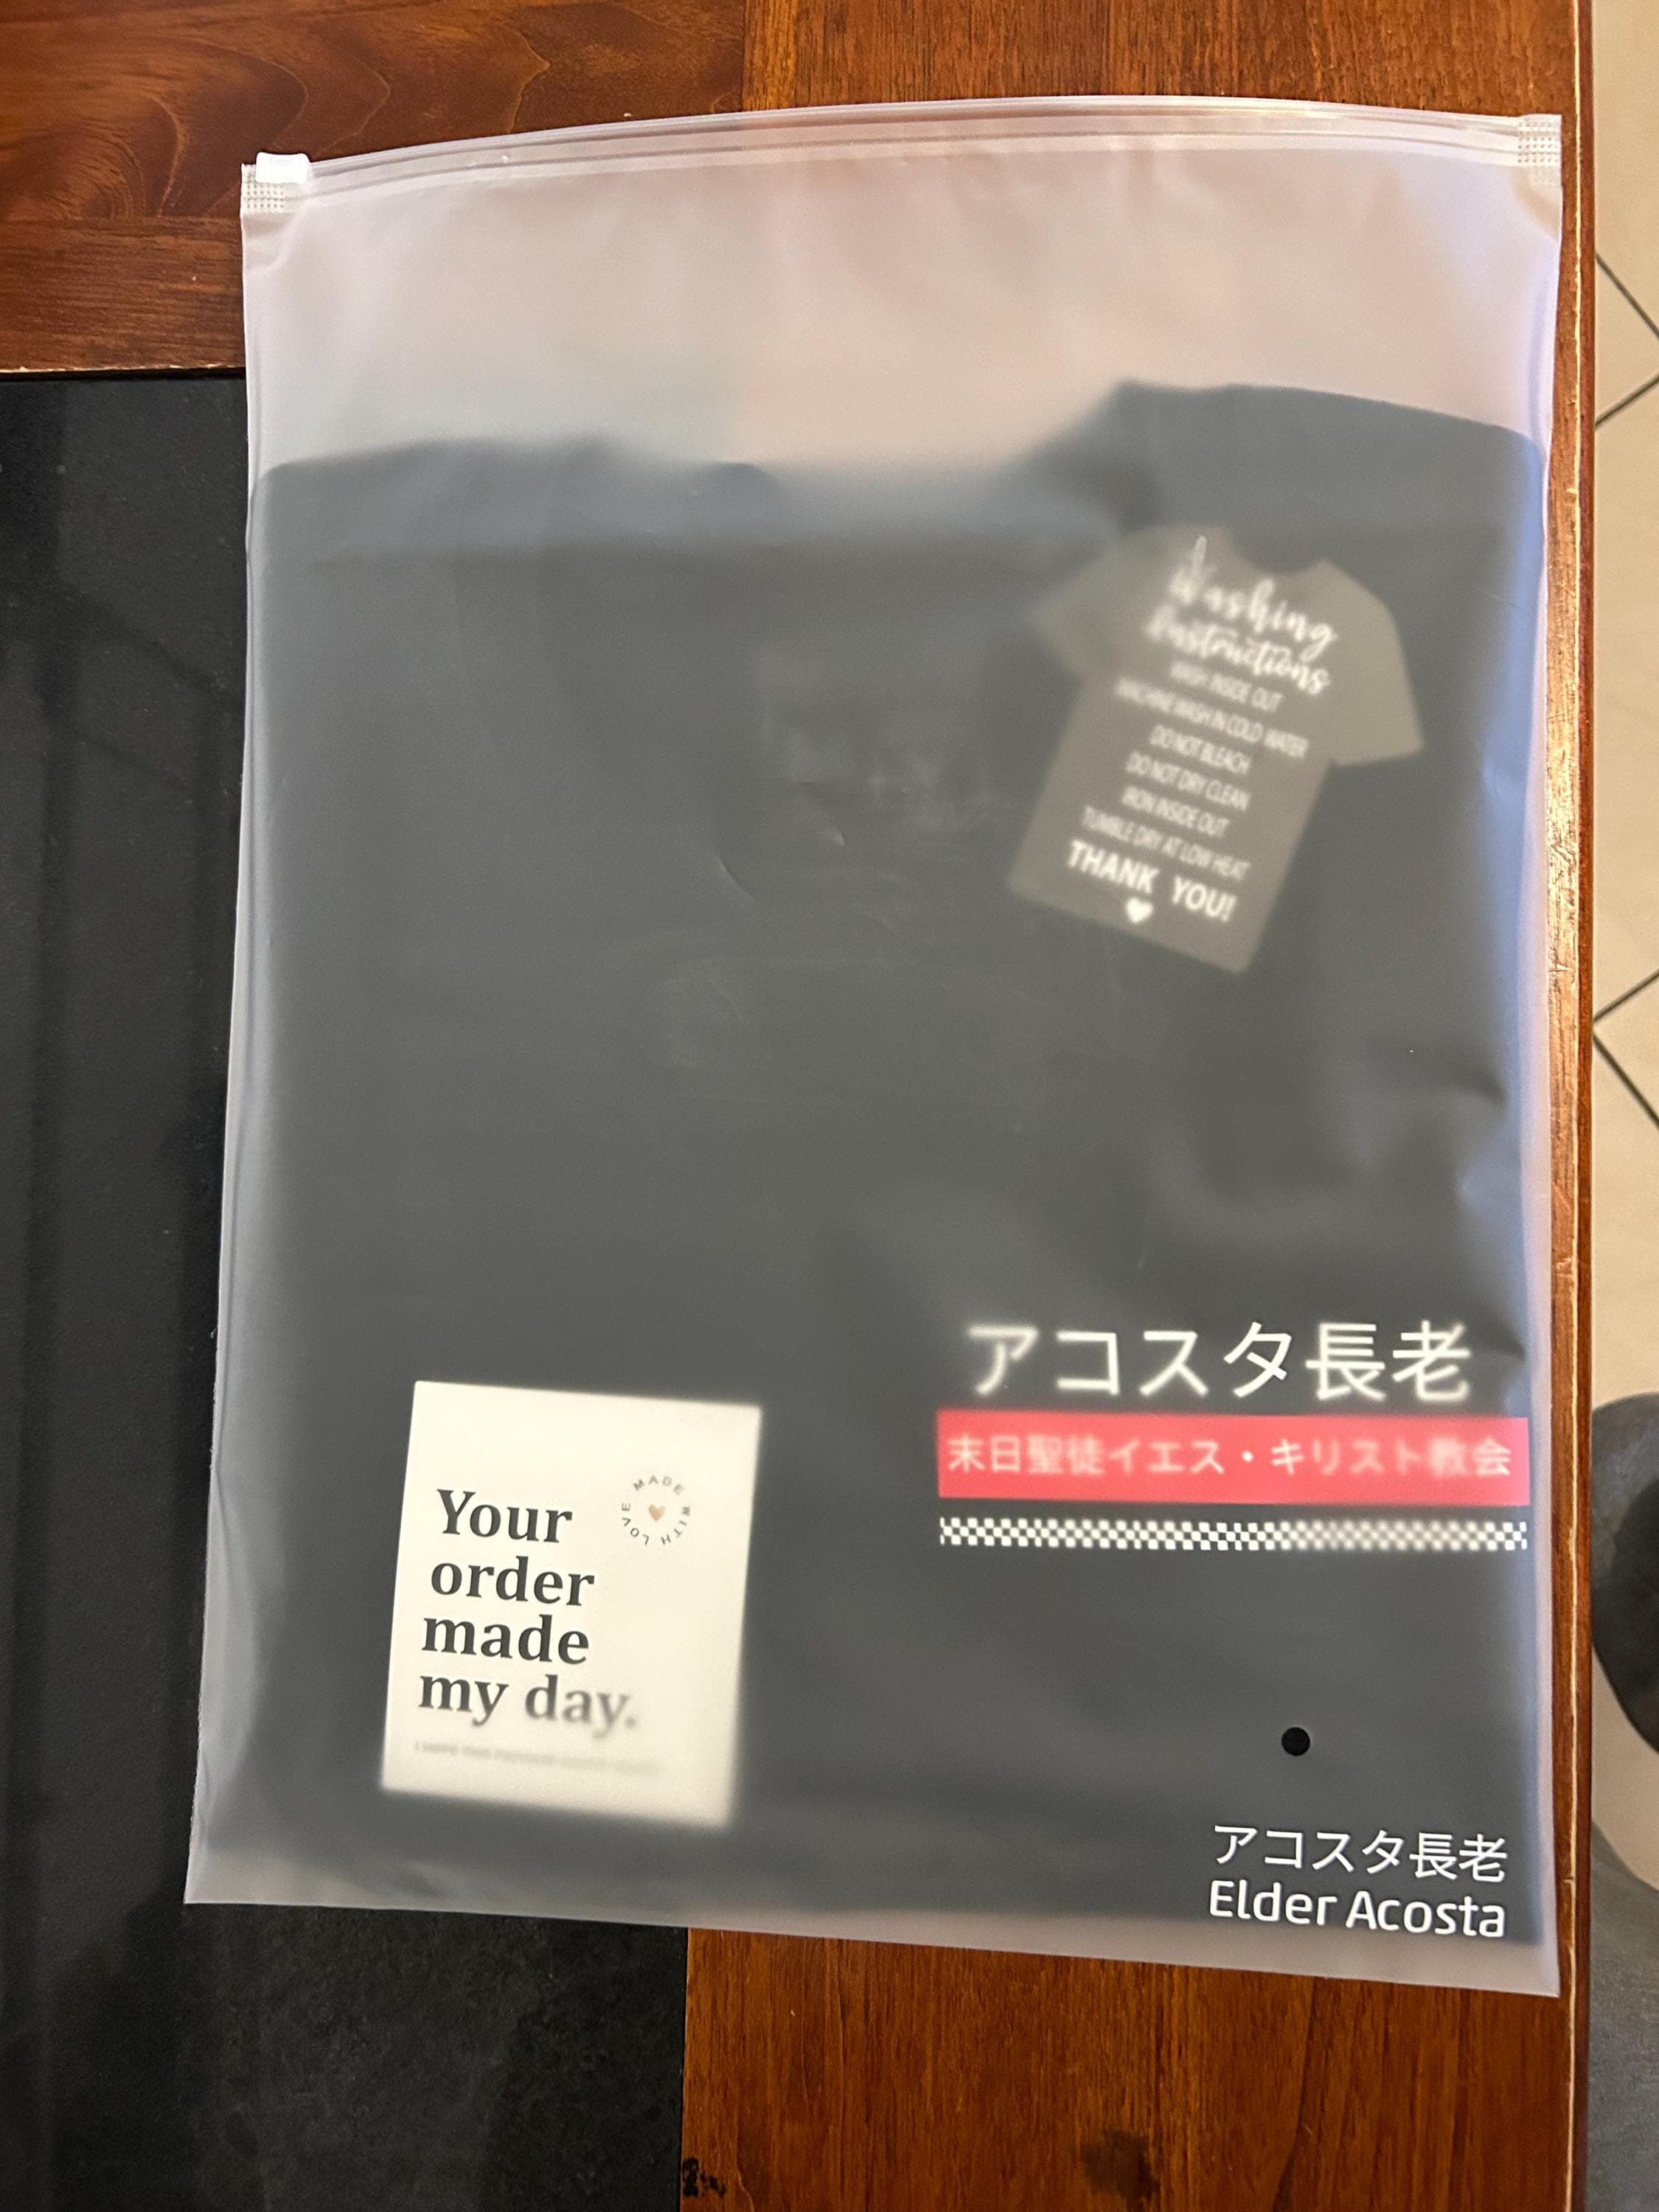 Washing
Instructions
WASH INSIDE OUT
MACHINE WASH IN COLD WATER
DO NOT BLEACH
DO NOT DRY CLEAN
IRON INSIDE OUT
TUMBLE DRY AT LOW HEAT
THANK YOU!
アコスタ長老
末日聖徒イエス・キリスト教会
MADE WITH LOVE
Your
order
made
my day.
I HOPE THIS
アコスタ長老
Elder Acosta